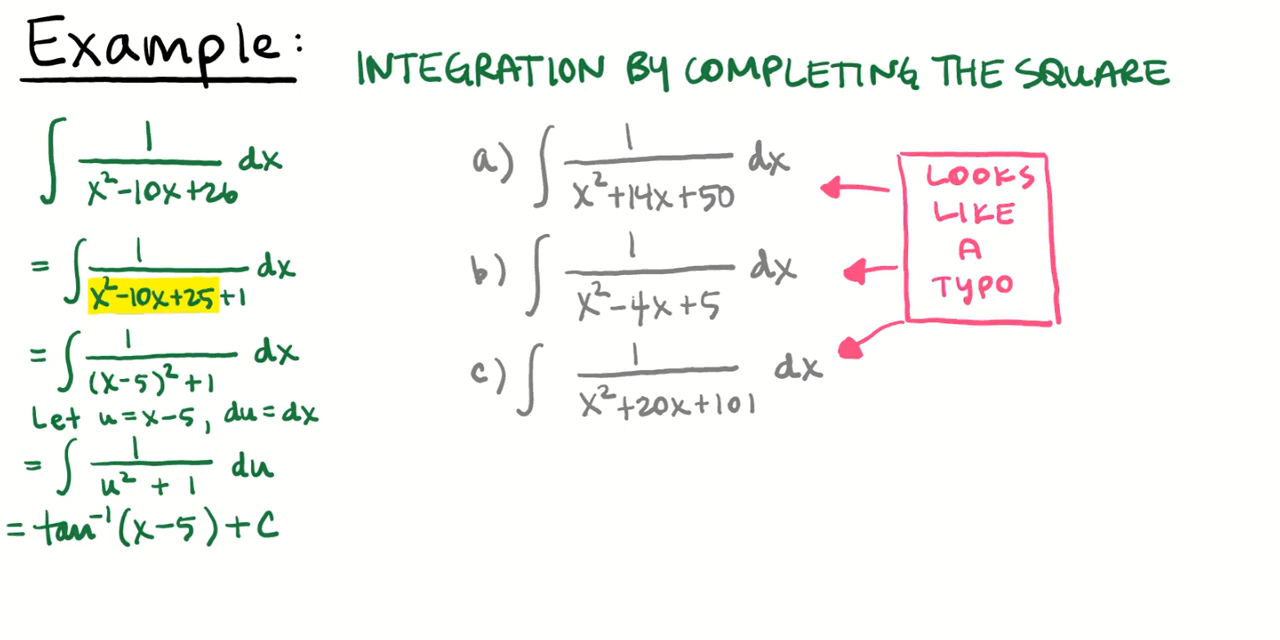 Example:
INTEGRATION BY COMPLETING THE SQUARE
∫ 1/(x²-10x+26) dx
= ∫ 1/(x²-10x+25+1) dx
= ∫ 1/((x-5)²+1) dx
Let u=x-5, du=dx
= ∫ 1/(u²+1) du
= tan⁻¹(x-5)+C
a) ∫ 1/(x²+14x+50) dx
b) ∫ 1/(x²-4x+5) dx
c) ∫ 1/(x²+20x+101) dx
LOOKS
LIKE
A
TYPO